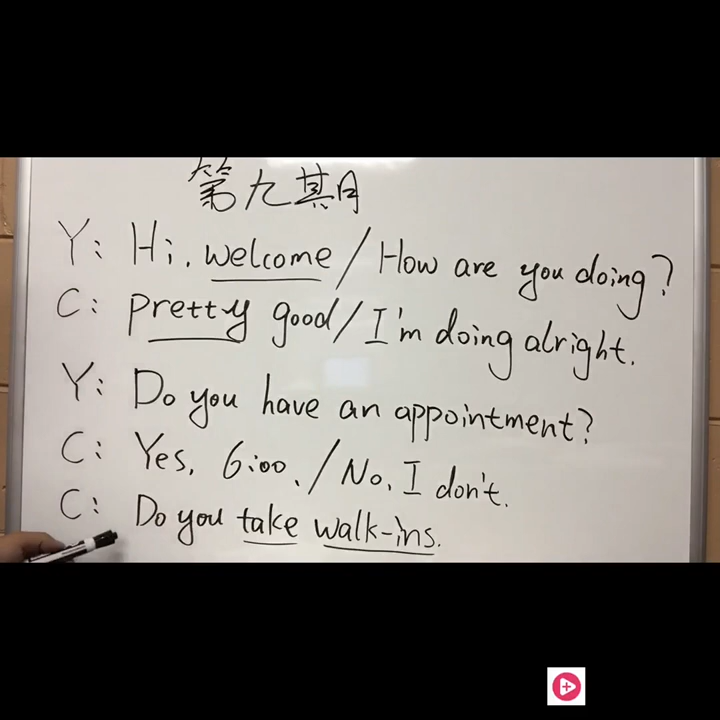 第九期
Y: Hi, welcome / How are you doing?
C: pretty good / I'm doing alright.
Y: Do you have an appointment?
C: Yes, 6:00. / No, I don't.
C: Do you take walk-ins.